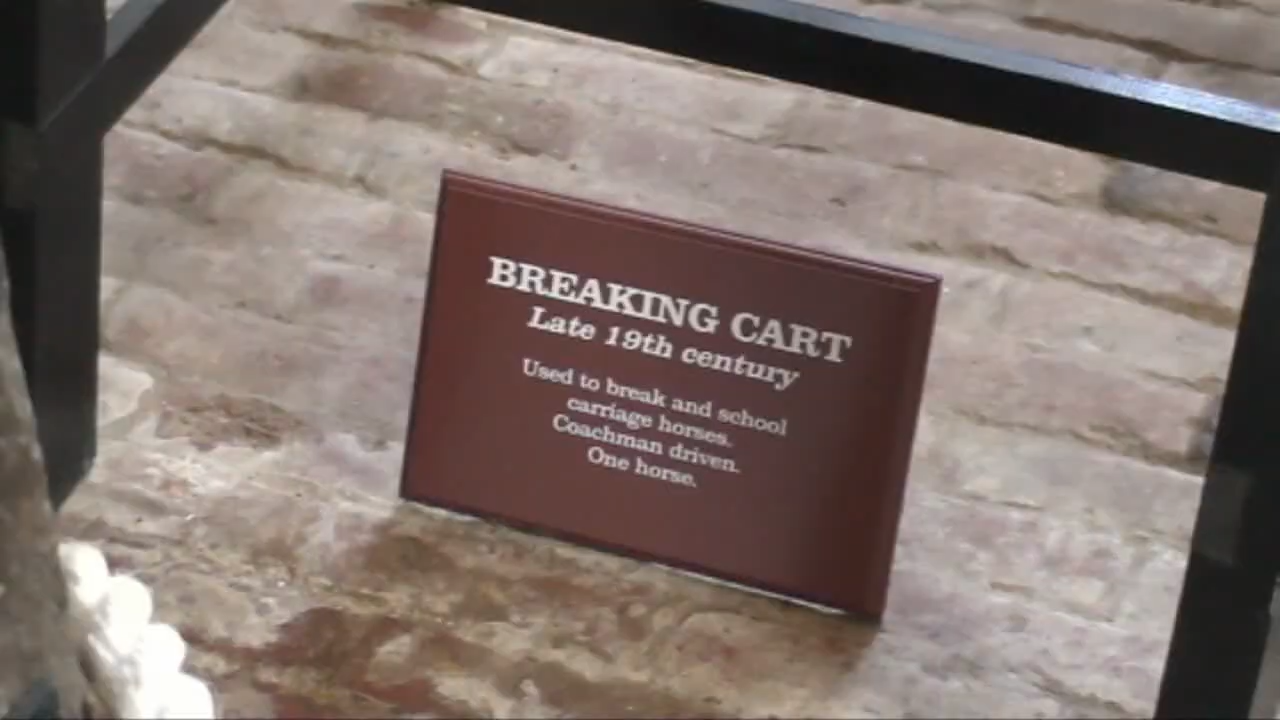 BREAKING CART
Late 19th century
Used to break and school
carriage horses.
Coachman driven.
One horse.